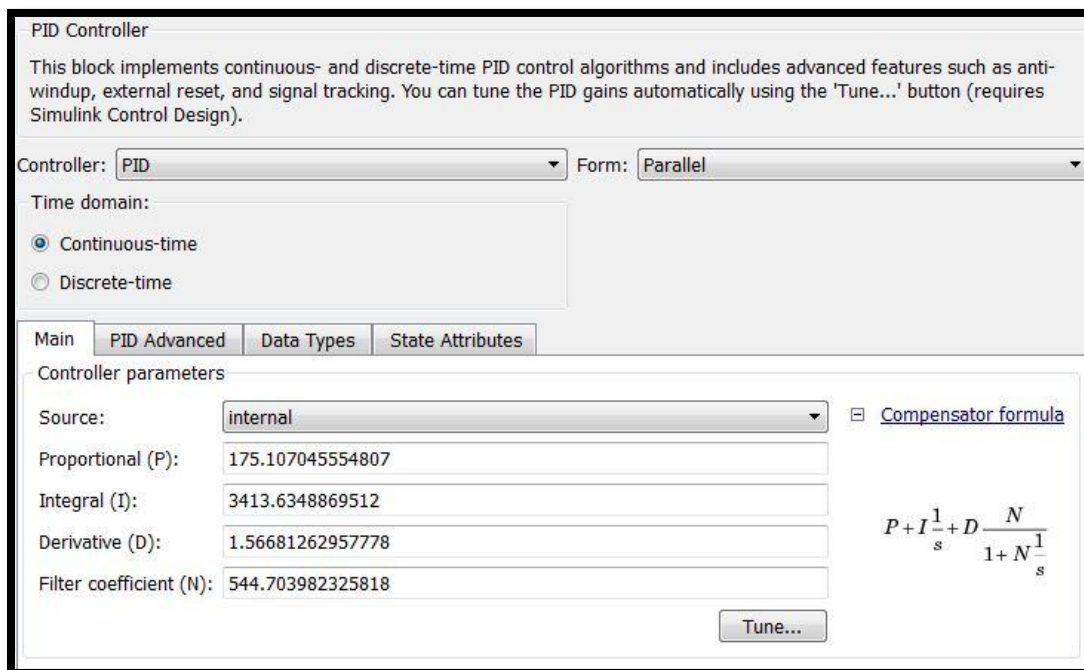 PID Controller
This block implements continuous- and discrete-time PID control algorithms and includes advanced features such as anti-
windup, external reset, and signal tracking. You can tune the PID gains automatically using the 'Tune...' button (requires
Simulink Control Design).
Controller: PID Form: Parallel
Time domain:
Continuous-time
Discrete-time
Main PID Advanced Data Types State Attributes
Controller parameters
Source: internal Compensator formula
Proportional (P): 175.107045554807
Integral (I): 3413.6348869512
Derivative (D): 1.56681262957778
Filter coefficient (N): 544.703982325818
P + I 1/s + D N/(1 + N 1/s)
Tune...